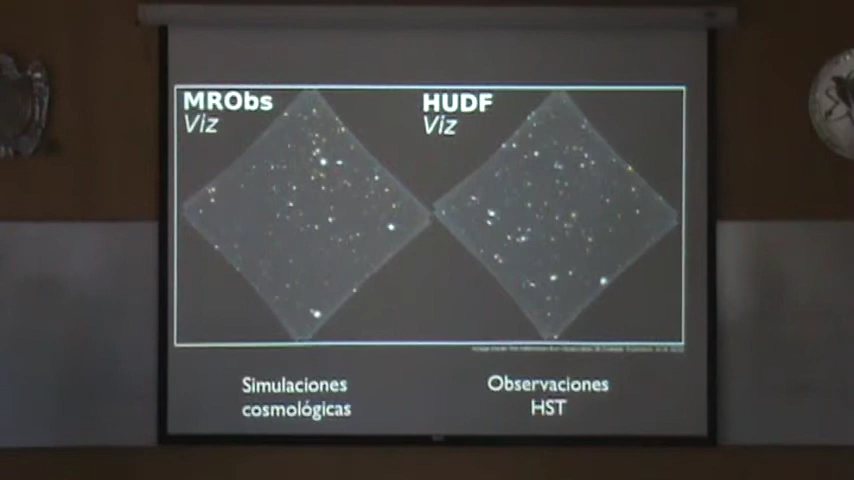 MRObs
Viz
HUDF
Viz
Simulaciones
cosmológicas
Observaciones
HST